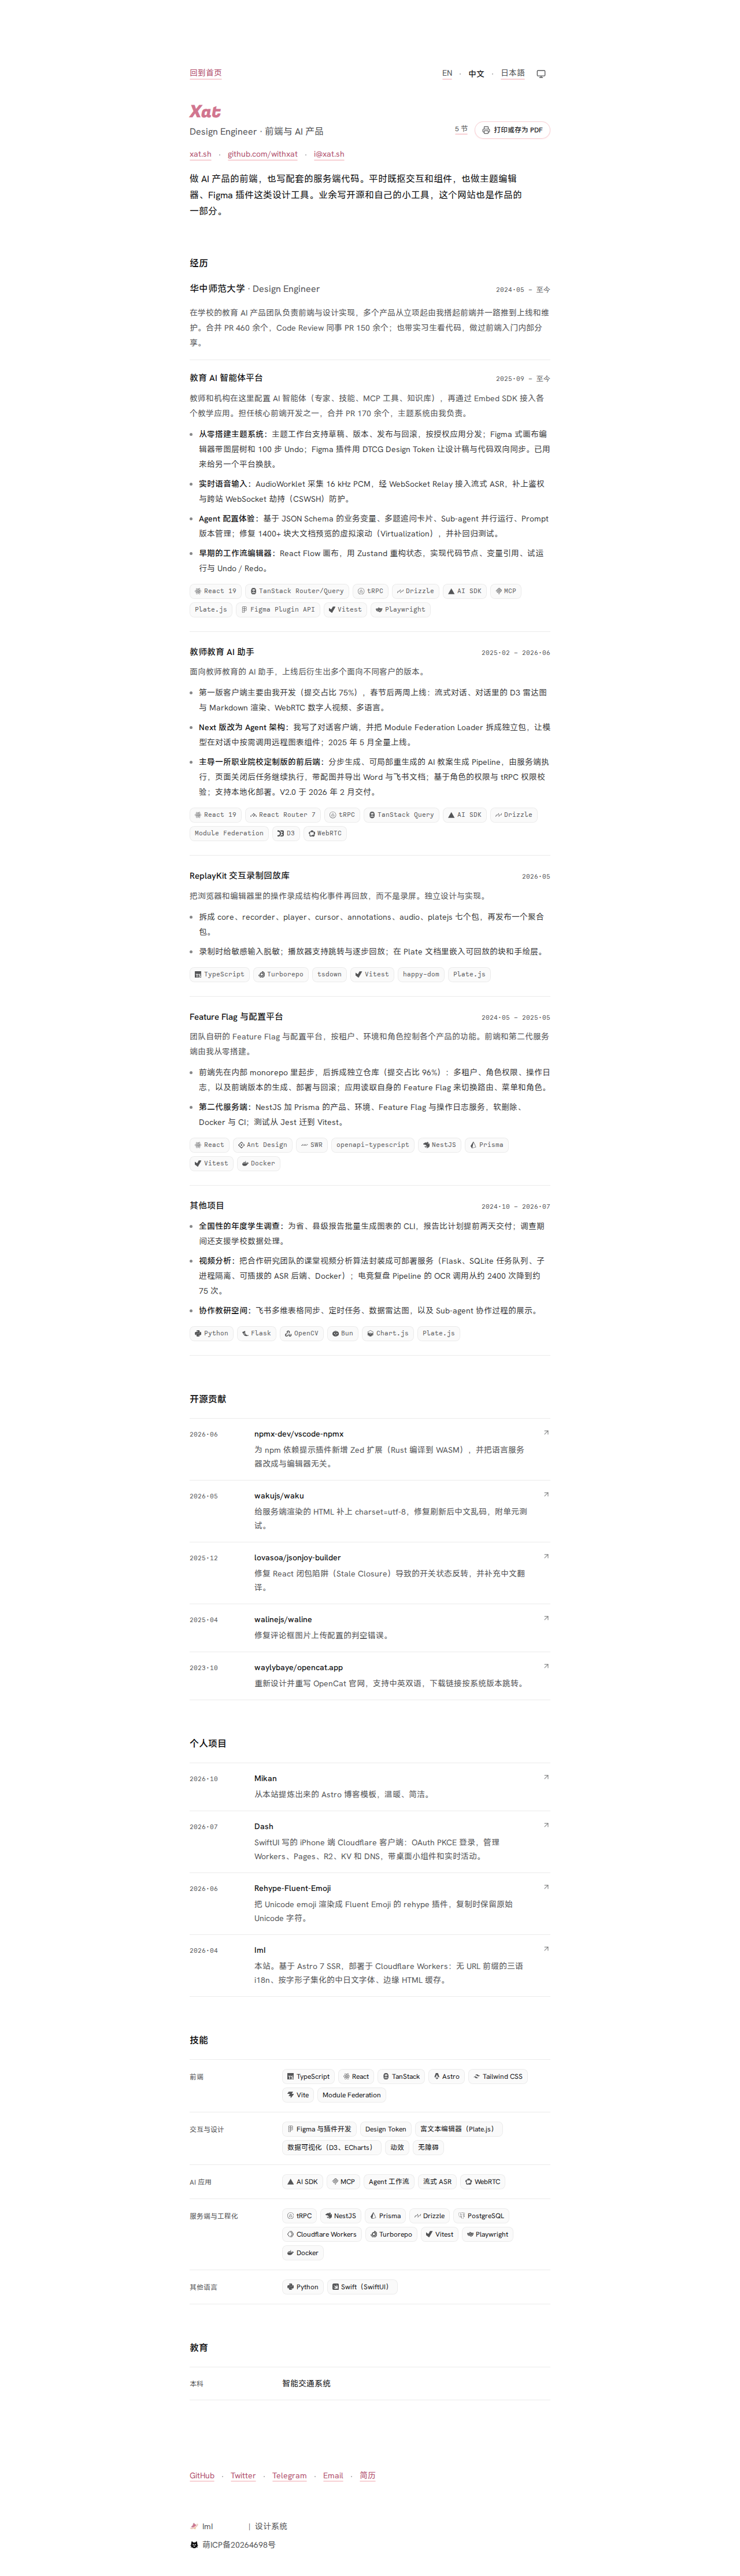 回到首页
EN · 中文 · 日本語
Xat
Design Engineer · 前端与 AI 产品
5 节 打印或存为 PDF
xat.sh · github.com/withxat · i@xat.sh
做 AI 产品的前端，也写配套的服务端代码。平时既抠交互和组件，也做主题编辑
器、Figma 插件这类设计工具。业余写开源和自己的小工具，这个网站也是作品的
一部分。
经历
华中师范大学 · Design Engineer 2024-05 – 至今
在学校的教育 AI 产品团队负责前端与设计实现，多个产品从立项起由我搭起前端并一路推到上线和维
护。合并 PR 460 余个，Code Review 同事 PR 150 余个；也带实习生看代码，做过前端入门内部分
享。
教育 AI 智能体平台 2025-09 – 至今
教师和机构在这里配置 AI 智能体（专家、技能、MCP 工具、知识库），再通过 Embed SDK 接入各
个教学应用。担任核心前端开发之一，合并 PR 170 余个，主题系统由我负责。
从零搭建主题系统：主题工作台支持草稿、版本、发布与回滚，按授权应用分发；Figma 式画布编
辑器带图层树和 100 步 Undo；Figma 插件用 DTCG Design Token 让设计稿与代码双向同步。已用
来给另一个平台换肤。
实时语音输入：AudioWorklet 采集 16 kHz PCM，经 WebSocket Relay 接入流式 ASR，补上鉴权
与跨站 WebSocket 劫持（CSWSH）防护。
Agent 配置体验：基于 JSON Schema 的业务变量、多题追问卡片、Sub-agent 并行运行、Prompt
版本管理；修复 1400+ 块大文档预览的虚拟滚动（Virtualization），并补回归测试。
早期的工作流编辑器：React Flow 画布，用 Zustand 重构状态，实现代码节点、变量引用、试运
行与 Undo / Redo。
React 19 TanStack Router/Query tRPC Drizzle AI SDK MCP
Plate.js Figma Plugin API Vitest Playwright
教师教育 AI 助手 2025-02 – 2026-06
面向教师教育的 AI 助手，上线后衍生出多个面向不同客户的版本。
第一版客户端主要由我开发（提交占比 75%），春节后两周上线：流式对话、对话里的 D3 雷达图
与 Markdown 渲染、WebRTC 数字人视频、多语言。
Next 版改为 Agent 架构：我写了对话客户端，并把 Module Federation Loader 拆成独立包，让模
型在对话中按需调用远程图表组件；2025 年 5 月全量上线。
主导一所职业院校定制版的前后端：分步生成、可局部重生成的 AI 教案生成 Pipeline，由服务端执
行，页面关闭后任务继续执行，带配图并导出 Word 与飞书文档；基于角色的权限与 tRPC 权限校
验；支持本地化部署。V2.0 于 2026 年 2 月交付。
React 19 React Router 7 tRPC TanStack Query AI SDK Drizzle
Module Federation D3 WebRTC
ReplayKit 交互录制回放库 2026-05
把浏览器和编辑器里的操作录成结构化事件再回放，而不是录屏。独立设计与实现。
拆成 core、recorder、player、cursor、annotations、audio、platejs 七个包，再发布一个聚合
包。
录制时给敏感输入脱敏；播放器支持跳转与逐步回放；在 Plate 文档里嵌入可回放的块和手绘层。
TypeScript Turborepo tsdown Vitest happy-dom Plate.js
Feature Flag 与配置平台 2024-05 – 2025-05
团队自研的 Feature Flag 与配置平台，按租户、环境和角色控制各个产品的功能。前端和第二代服务
端由我从零搭建。
前端先在内部 monorepo 里起步，后拆成独立仓库（提交占比 96%）：多租户、角色权限、操作日
志，以及前端版本的生成、部署与回滚；应用读取自身的 Feature Flag 来切换路由、菜单和角色。
第二代服务端：NestJS 加 Prisma 的产品、环境、Feature Flag 与操作日志服务，软删除、
Docker 与 CI；测试从 Jest 迁到 Vitest。
React Ant Design SWR openapi-typescript NestJS Prisma
Vitest Docker
其他项目 2024-10 – 2026-07
全国性的年度学生调查：为省、县级报告批量生成图表的 CLI，报告比计划提前两天交付；调查期
间还支援学校数据处理。
视频分析：把合作研究团队的课堂视频分析算法封装成可部署服务（Flask、SQLite 任务队列、子
进程隔离、可插拔的 ASR 后端、Docker）；电竞复盘 Pipeline 的 OCR 调用从约 2400 次降到约
75 次。
协作教研空间：飞书多维表格同步、定时任务、数据雷达图，以及 Sub-agent 协作过程的展示。
Python Flask OpenCV Bun Chart.js Plate.js
开源贡献
2026-06 npmx-dev/vscode-npmx
为 npm 依赖提示插件新增 Zed 扩展（Rust 编译到 WASM），并把语言服务
器改成与编辑器无关。
2026-05 wakujs/waku
给服务端渲染的 HTML 补上 charset=utf-8，修复刷新后中文乱码，附单元测
试。
2025-12 lovasoa/jsonjoy-builder
修复 React 闭包陷阱（Stale Closure）导致的开关状态反转，并补充中文翻
译。
2025-04 walinejs/waline
修复评论框图片上传配置的判空错误。
2023-10 waylybaye/opencat.app
重新设计并重写 OpenCat 官网，支持中英双语，下载链接按系统版本跳转。
个人项目
2026-10 Mikan
从本站提炼出来的 Astro 博客模板，温暖、简洁。
2026-07 Dash
SwiftUI 写的 iPhone 端 Cloudflare 客户端：OAuth PKCE 登录，管理
Workers、Pages、R2、KV 和 DNS，带桌面小组件和实时活动。
2026-06 Rehype-Fluent-Emoji
把 Unicode emoji 渲染成 Fluent Emoji 的 rehype 插件，复制时保留原始
Unicode 字符。
2026-04 lml
本站。基于 Astro 7 SSR，部署于 Cloudflare Workers：无 URL 前缀的三语
i18n、按字形子集化的中日文字体、边缘 HTML 缓存。
技能
前端 TypeScript React TanStack Astro Tailwind CSS
Vite Module Federation
交互与设计 Figma 与插件开发 Design Token 富文本编辑器（Plate.js）
数据可视化（D3、ECharts） 动效 无障碍
AI 应用 AI SDK MCP Agent 工作流 流式 ASR WebRTC
服务端与工程化 tRPC NestJS Prisma Drizzle PostgreSQL
Cloudflare Workers Turborepo Vitest Playwright
Docker
其他语言 Python Swift（SwiftUI）
教育
本科 智能交通系统
GitHub · Twitter · Telegram · Email · 简历
lml | 设计系统
萌ICP备20264698号